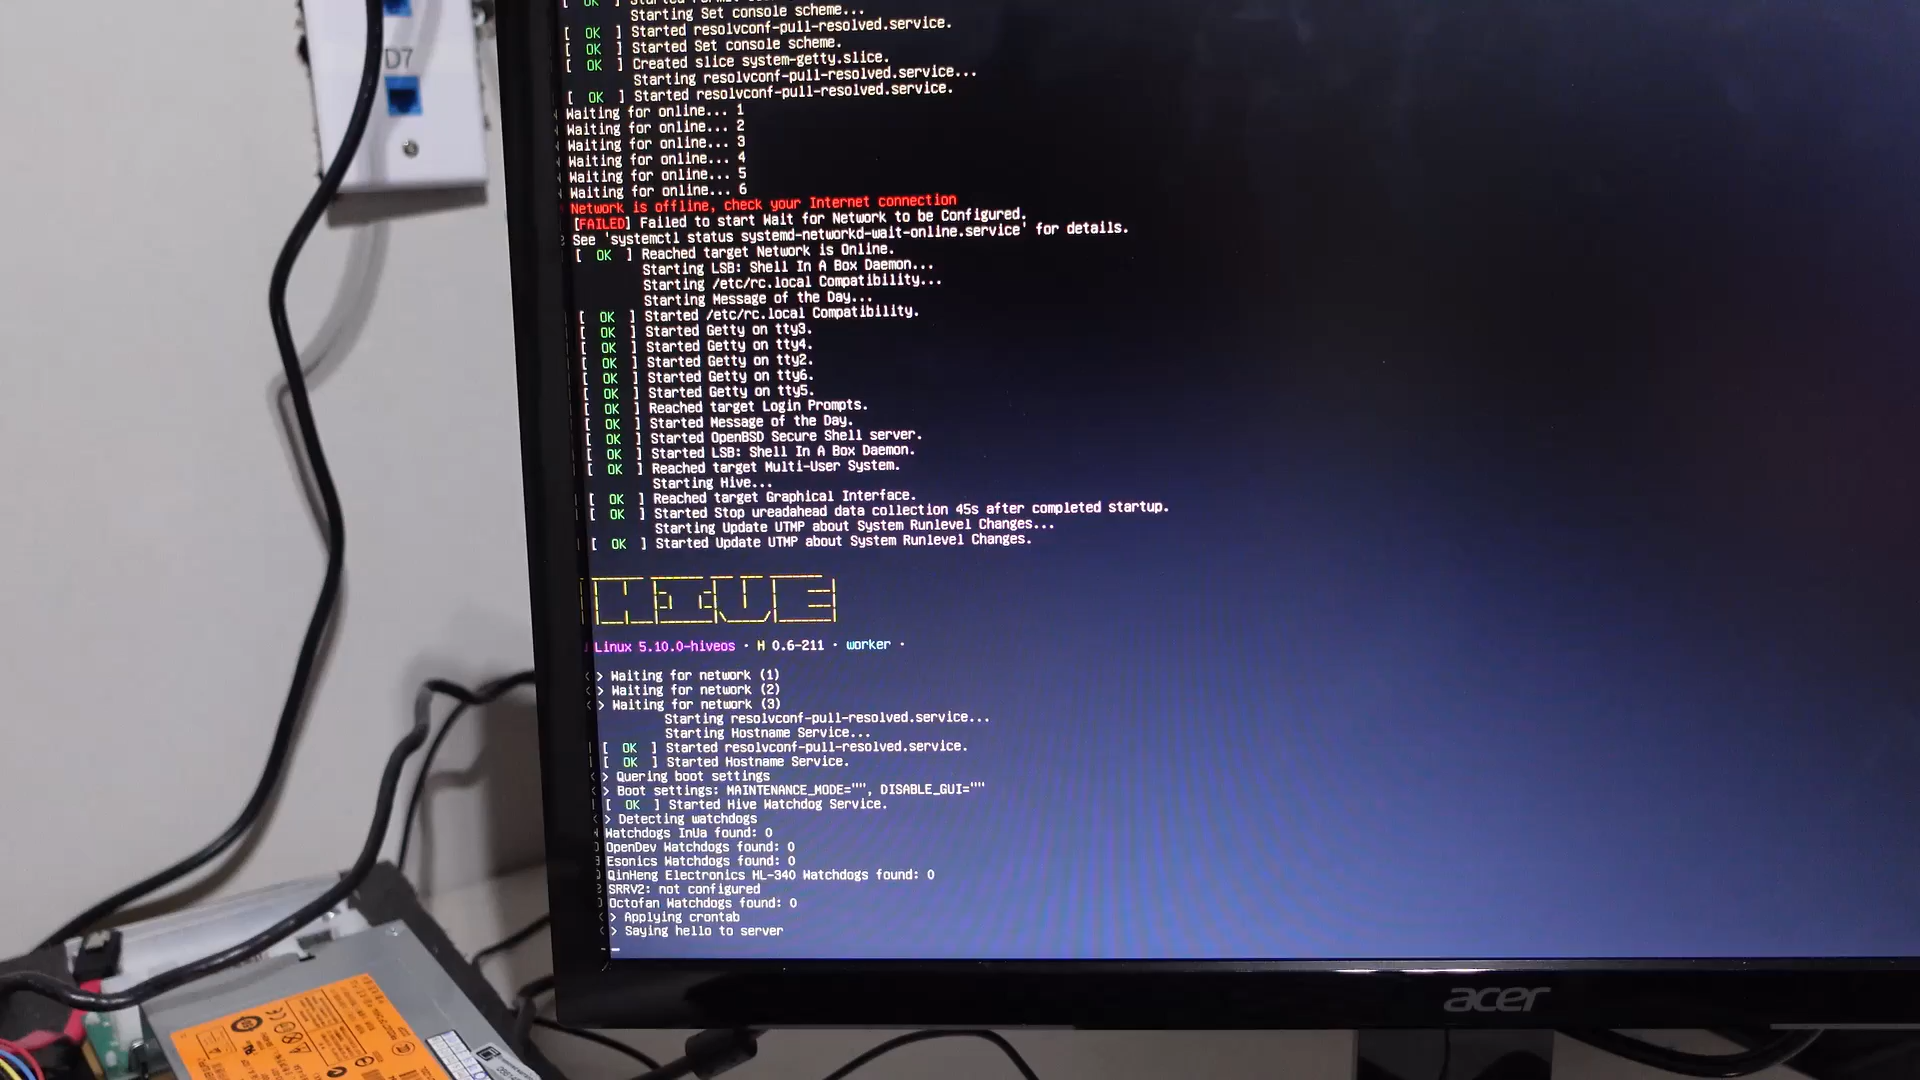 D7
Starting Set console scheme...
[ OK ] Started resolvconf-pull-resolved.service.
[ OK ] Started Set console scheme.
[ OK ] Created slice system-getty.slice.
Starting resolvconf-pull-resolved.service...
[ OK ] Started resolvconf-pull-resolved.service.
Waiting for online... 1
Waiting for online... 2
Waiting for online... 3
Waiting for online... 4
Waiting for online... 5
Waiting for online... 6
Network is offline, check your Internet connection
[FAILED] Failed to start Wait for Network to be Configured.
See 'systemctl status systemd-networkd-wait-online.service' for details.
[ OK ] Reached target Network is Online.
Starting LSB: Shell In A Box Daemon...
Starting /etc/rc.local Compatibility...
Starting Message of the Day...
[ OK ] Started /etc/rc.local Compatibility.
[ OK ] Started Getty on tty3.
[ OK ] Started Getty on tty4.
[ OK ] Started Getty on tty2.
[ OK ] Started Getty on tty6.
[ OK ] Started Getty on tty5.
[ OK ] Reached target Login Prompts.
[ OK ] Started Message of the Day.
[ OK ] Started OpenBSD Secure Shell server.
[ OK ] Started LSB: Shell In A Box Daemon.
[ OK ] Reached target Multi-User System.
Starting Hive...
[ OK ] Reached target Graphical Interface.
[ OK ] Started Stop ureadahead data collection 45s after completed startup.
Starting Update UTMP about System Runlevel Changes...
[ OK ] Started Update UTMP about System Runlevel Changes.
HIVE
Linux 5.10.0-hiveos · H 0.6-211 · worker ·
> Waiting for network (1)
> Waiting for network (2)
> Waiting for network (3)
Starting resolvconf-pull-resolved.service...
Starting Hostname Service...
[ OK ] Started resolvconf-pull-resolved.service.
[ OK ] Started Hostname Service.
> Quering boot settings
> Boot settings: MAINTENANCE_MODE="", DISABLE_GUI=""
[ OK ] Started Hive Watchdog Service.
> Detecting watchdogs
Watchdogs InUa found: 0
OpenDev Watchdogs found: 0
Esonics Watchdogs found: 0
QinHeng Electronics HL-340 Watchdogs found: 0
SRRV2: not configured
Octofan Watchdogs found: 0
> Applying crontab
> Saying hello to server
acer